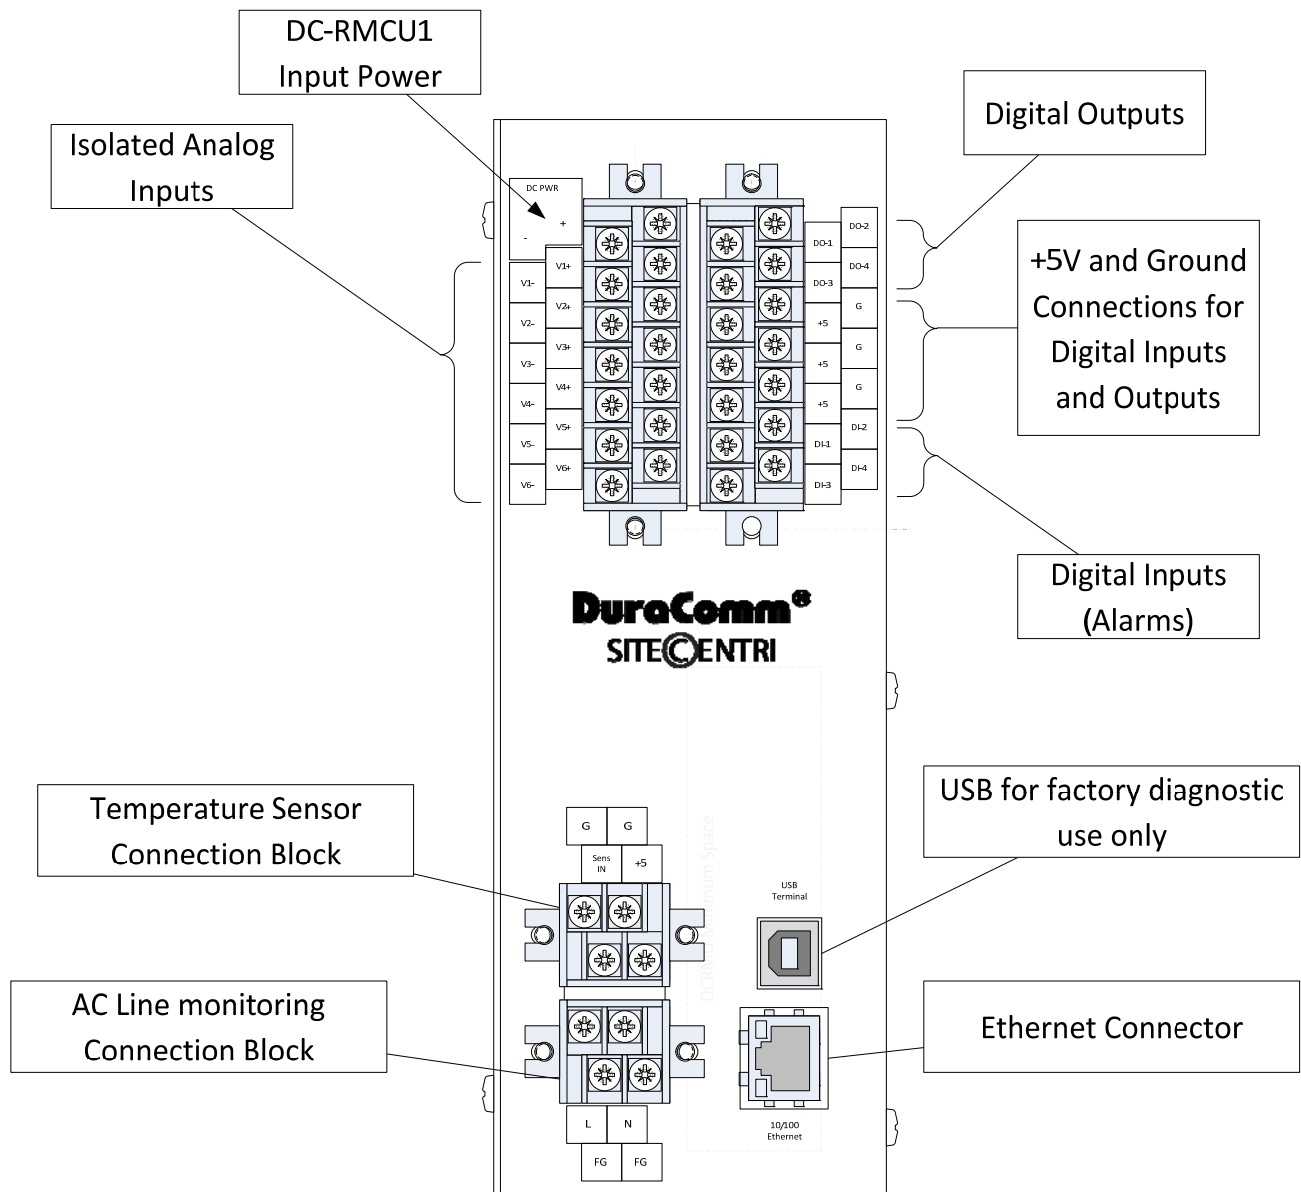 DC-RMCU1
Input Power
Isolated Analog
Inputs
Digital Outputs
+5V and Ground
Connections for
Digital Inputs
and Outputs
Digital Inputs
(Alarms)
DC PWR
+
-
V1+
V1-
V2+
V2-
V3+
V3-
V4+
V4-
V5+
V5-
V6+
V6-
DO-2
DO-1
DO-4
DO-3
G
+5
G
+5
G
+5
DI-2
DI-1
DI-4
DI-3
DuraComm®
SITECENTRI
Temperature Sensor
Connection Block
AC Line monitoring
Connection Block
G G
Sens
IN
+5
L N
FG FG
USB
Terminal
10/100
Ethernet
USB for factory diagnostic
use only
Ethernet Connector